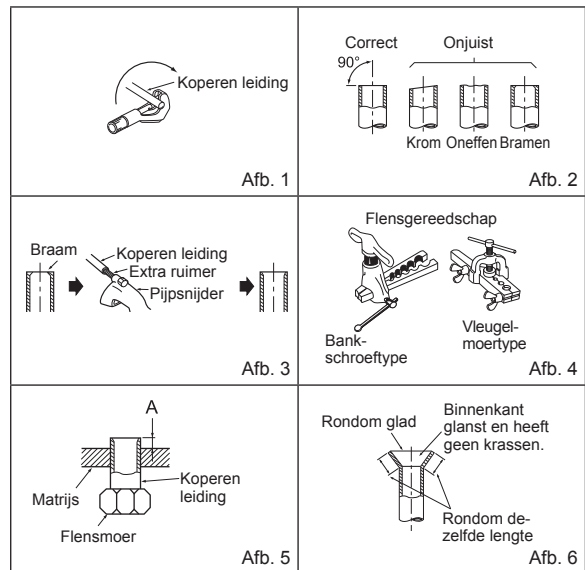 Koperen leiding
Afb. 1
Correct
Onjuist
90°
Krom Oneffen Bramen
Afb. 2
Braam
Koperen leiding
Extra ruimer
Pijpsnijder
Afb. 3
Flensgereedschap
Bank-
schroeftype
Vleugel-
moertype
Afb. 4
A
Matrijs
Koperen
leiding
Flensmoer
Afb. 5
Rondom glad
Binnenkant
glanst en heeft
geen krassen.
Rondom de-
zelfde lengte
Afb. 6